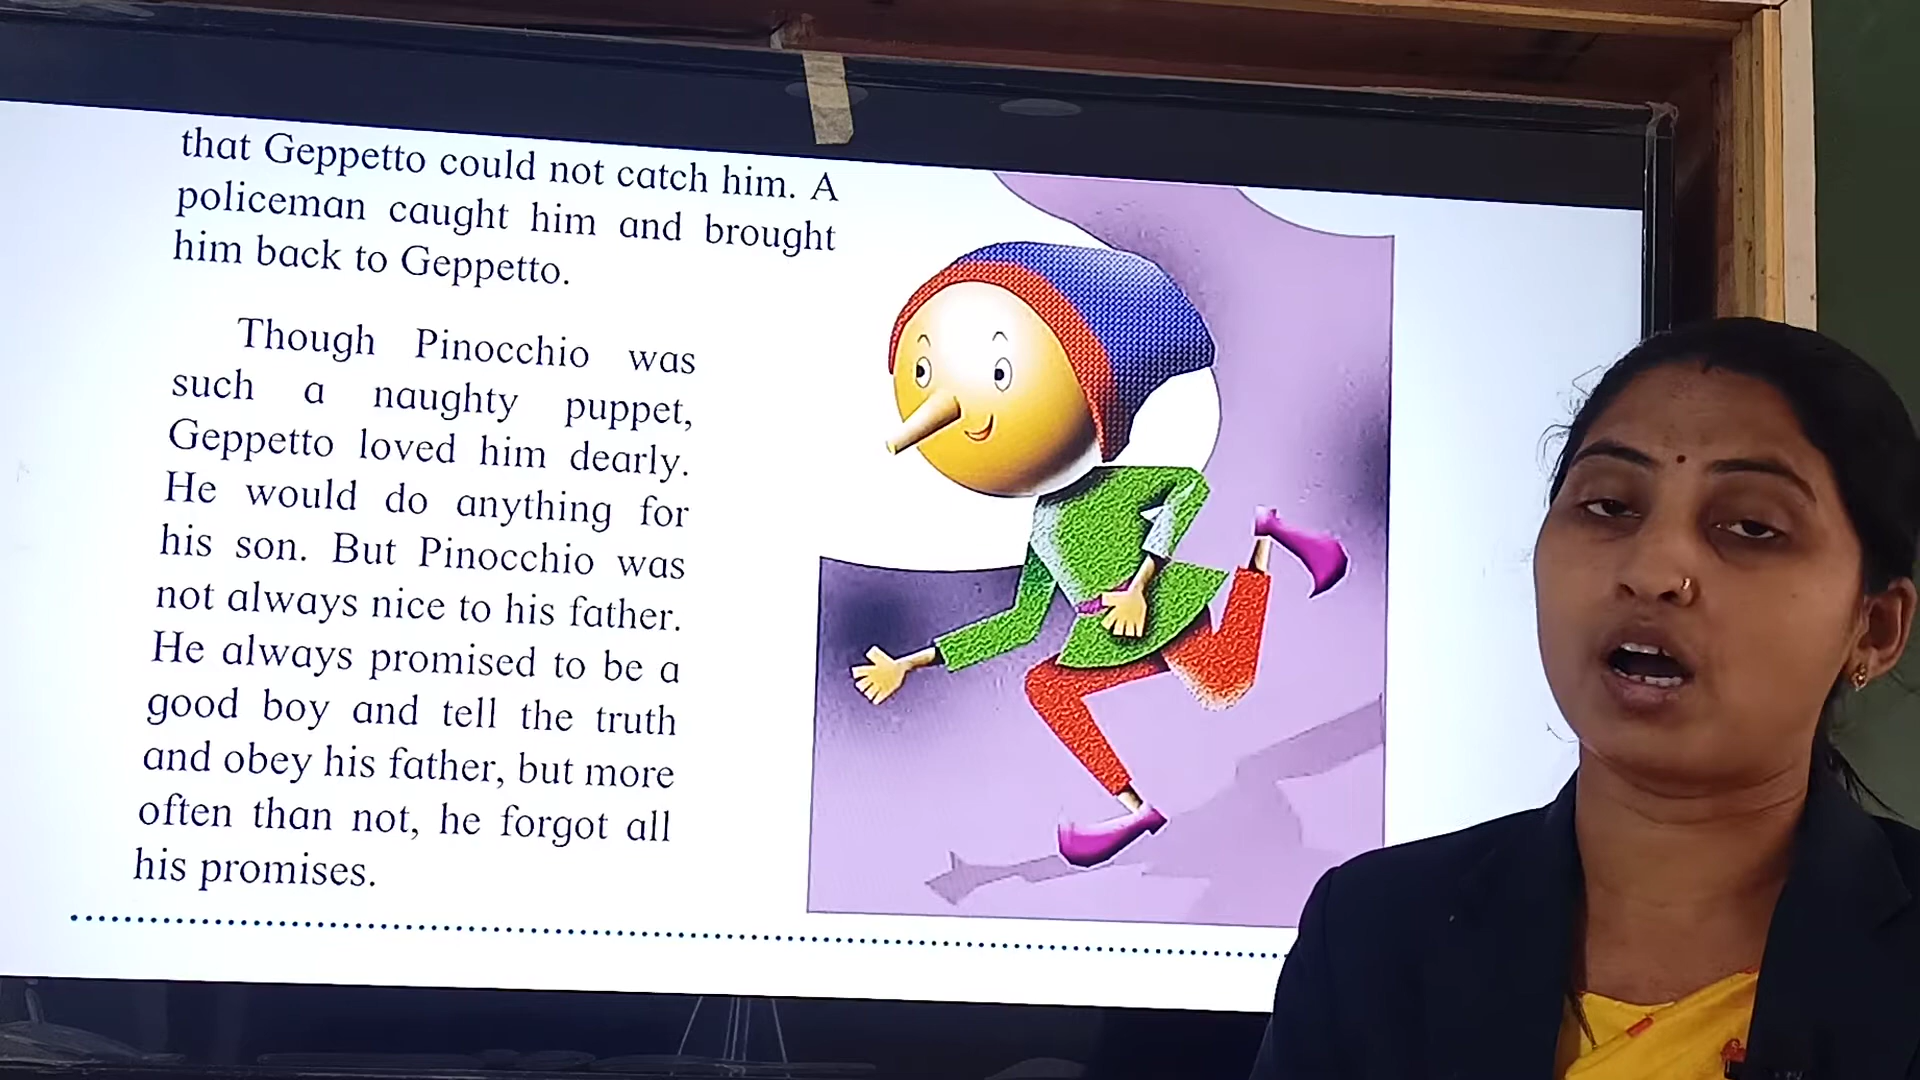 that Geppetto could not catch him. A
policeman caught him and brought
him back to Geppetto.
Though Pinocchio was
such a naughty puppet,
Geppetto loved him dearly.
He would do anything for
his son. But Pinocchio was
not always nice to his father.
He always promised to be a
good boy and tell the truth
and obey his father, but more
often than not, he forgot all
his promises.